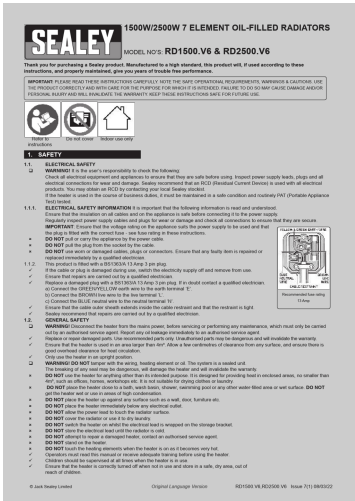 SEALEY
1500W/2500W 7 ELEMENT OIL-FILLED RADIATORS
MODEL NO'S: RD1500.V6 & RD2500.V6
Thank you for purchasing a Sealey product. Manufactured to a high standard, this product will, if used according to these
instructions, and properly maintained, give you years of trouble free performance.
IMPORTANT: PLEASE READ THESE INSTRUCTIONS CAREFULLY. NOTE THE SAFE OPERATIONAL REQUIREMENTS, WARNINGS & CAUTIONS. USE
THE PRODUCT CORRECTLY AND WITH CARE FOR THE PURPOSE FOR WHICH IT IS INTENDED. FAILURE TO DO SO MAY CAUSE DAMAGE AND/OR
PERSONAL INJURY AND WILL INVALIDATE THE WARRANTY. KEEP THESE INSTRUCTIONS SAFE FOR FUTURE USE.
Refer to
instructions
Do not cover
Indoor use only
1. SAFETY
1.1. ELECTRICAL SAFETY
WARNING! It is the user's responsibility to check the following:
Check all electrical equipment and appliances to ensure that they are safe before using. Inspect power supply leads, plugs and all
electrical connections for wear and damage. Sealey recommend that an RCD (Residual Current Device) is used with all electrical
products. You may obtain an RCD by contacting your local Sealey stockist.
If the heater is used in the course of business duties, it must be maintained in a safe condition and routinely PAT (Portable Appliance
Test) tested.
1.1.1. ELECTRICAL SAFETY INFORMATION It is important that the following information is read and understood.
Ensure that the insulation on all cables and on the appliance is safe before connecting it to the power supply.
Regularly inspect power supply cables and plugs for wear or damage and check all connections to ensure that they are secure.
IMPORTANT: Ensure that the voltage rating on the appliance suits the power supply to be used and that
the plug is fitted with the correct fuse - see fuse rating in these instructions.
DO NOT pull or carry the appliance by the power cable.
DO NOT pull the plug from the socket by the cable.
DO NOT use worn or damaged cables, plugs or connectors. Ensure that any faulty item is repaired or
replaced immediately by a qualified electrician.
1.1.2. This product is fitted with a BS1363/A 13 Amp 3 pin plug.
If the cable or plug is damaged during use, switch the electricity supply off and remove from use.
Ensure that repairs are carried out by a qualified electrician.
Replace a damaged plug with a BS1363/A 13 Amp 3 pin plug. If in doubt contact a qualified electrician.
a) Connect the GREEN/YELLOW earth wire to the earth terminal 'E'.
b) Connect the BROWN live wire to the live terminal 'L'.
c) Connect the BLUE neutral wire to the neutral terminal 'N'.
Ensure that the cable outer sheath extends inside the cable restraint and that the restraint is tight.
Sealey recommend that repairs are carried out by a qualified electrician.
Recommended fuse rating
13 Amp
1.2. GENERAL SAFETY
WARNING! Disconnect the heater from the mains power, before servicing or performing any maintenance, which must only be carried
out by an authorised service agent. Report any oil leakage immediately to an authorised service agent.
Replace or repair damaged parts. Use recommended parts only. Unauthorised parts may be dangerous and will invalidate the warranty.
Ensure that the heater is used in an area larger than 4m². Allow a few centimetres of clearance from any surface, and ensure there is
good overhead clearance for heat circulation.
Only use the heater in an upright position.
WARNING! DO NOT tamper with the wiring, heating element or oil. The system is a sealed unit.
The breaking of any seal may be dangerous, will damage the heater and will invalidate the warranty.
DO NOT use the heater for anything other than its intended purpose. It is designed for providing heat in enclosed areas, no smaller than
4m², such as offices, homes, workshops etc. It is not suitable for drying clothes or laundry.
DO NOT place the heater close to a bath, wash basin, shower, swimming pool or any other water filled area or wet surface. DO NOT
get the heater wet or use in areas of high condensation.
DO NOT place the heater up against any surface such as a wall, door, furniture etc.
DO NOT place the heater immediately below any electrical outlet.
DO NOT allow the power lead to touch the radiator surface.
DO NOT cover the radiator or use it to dry laundry.
DO NOT switch the heater on whilst the electrical lead is wrapped on the storage bracket.
DO NOT store the electrical lead until the radiator is cold.
DO NOT attempt to repair a damaged heater, contact an authorised service agent.
DO NOT stand on the heater.
DO NOT touch the heating elements when the heater is on as it becomes very hot.
Operators must read this manual or receive adequate training before using the heater.
Children should be supervised at all times when the heater is in use.
Ensure that the heater is correctly turned off when not in use and store in a safe, dry area, out of
reach of children.
© Jack Sealey Limited
Original Language Version
RD1500.V6,RD2500.V6 Issue 7(1) 08/03/22